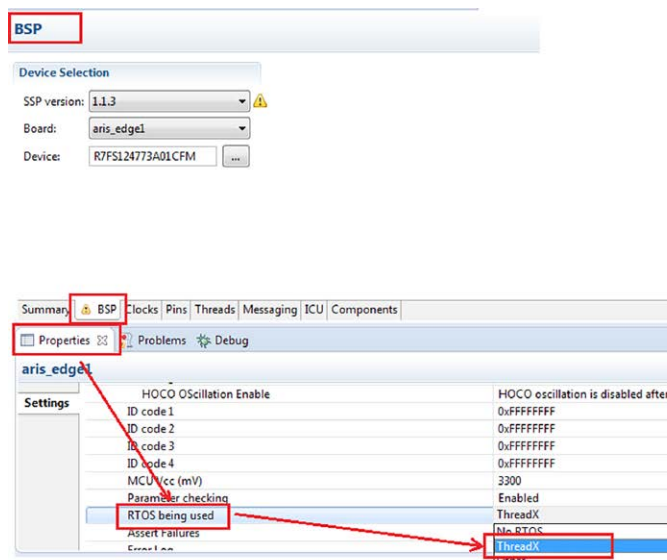 BSP
Device Selection
SSP version: 1.1.3
Board: aris_edge1
Device: R7FS124773A01CFM ...
Summary BSP Clocks Pins Threads Messaging ICU Components
Properties Problems Debug
aris_edge1
Settings
HOCO OScillation Enable HOCO oscillation is disabled after
ID code 1 0xFFFFFFFF
ID code 2 0xFFFFFFFF
ID code 3 0xFFFFFFFF
ID code 4 0xFFFFFFFF
MCU Vcc (mV) 3300
Parameter checking Enabled
RTOS being used ThreadX
Assert Failures No RTOS
Error Log ThreadX